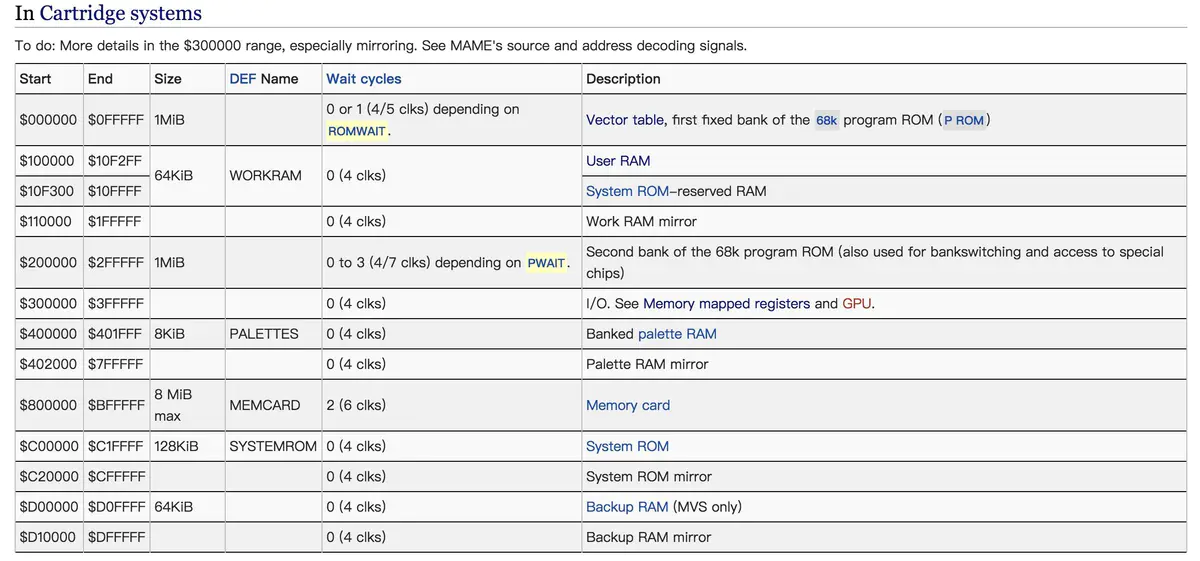 In Cartridge systems
To do: More details in the $300000 range, especially mirroring. See MAME's source and address decoding signals.
Start End Size DEF Name Wait cycles Description
$000000 $0FFFFF 1MiB 0 or 1 (4/5 clks) depending on ROMWAIT. Vector table, first fixed bank of the 68k program ROM (P ROM)
$100000 $10F2FF 64KiB WORKRAM 0 (4 clks) User RAM
$10F300 $10FFFF System ROM–reserved RAM
$110000 $1FFFFF 0 (4 clks) Work RAM mirror
$200000 $2FFFFF 1MiB 0 to 3 (4/7 clks) depending on PWAIT. Second bank of the 68k program ROM (also used for bankswitching and access to special chips)
$300000 $3FFFFF 0 (4 clks) I/O. See Memory mapped registers and GPU.
$400000 $401FFF 8KiB PALETTES 0 (4 clks) Banked palette RAM
$402000 $7FFFFF 0 (4 clks) Palette RAM mirror
$800000 $BFFFFF 8 MiB max MEMCARD 2 (6 clks) Memory card
$C00000 $C1FFFF 128KiB SYSTEMROM 0 (4 clks) System ROM
$C20000 $CFFFFF 0 (4 clks) System ROM mirror
$D00000 $D0FFFF 64KiB 0 (4 clks) Backup RAM (MVS only)
$D10000 $DFFFFF 0 (4 clks) Backup RAM mirror